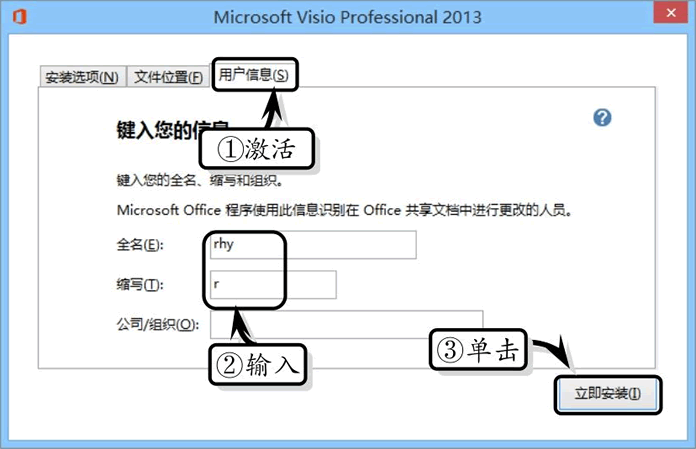 Microsoft Visio Professional 2013
安装选项(N) 文件位置(F) 用户信息(S)
①激活
键入您的信息
?
键入您的全名、缩写和组织。
Microsoft Office 程序使用此信息识别在 Office 共享文档中进行更改的人员。
全名(E): rhy
缩写(T): r
公司/组织(O):
②输入
③单击
立即安装(I)